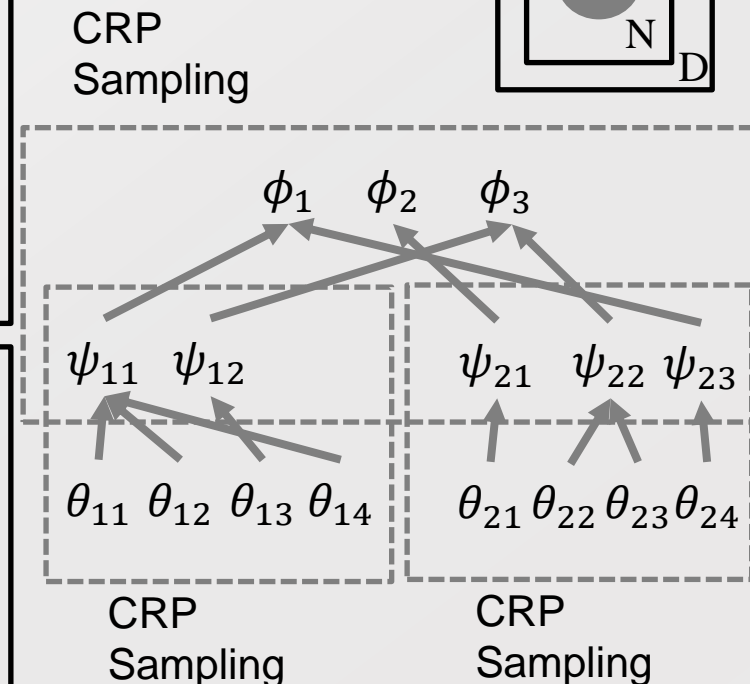 CRP
Sampling
N
D
ϕ₁ ϕ₂ ϕ₃
ψ₁₁ ψ₁₂ ψ₂₁ ψ₂₂ ψ₂₃
θ₁₁ θ₁₂ θ₁₃ θ₁₄ θ₂₁ θ₂₂ θ₂₃ θ₂₄
CRP
Sampling
CRP
Sampling